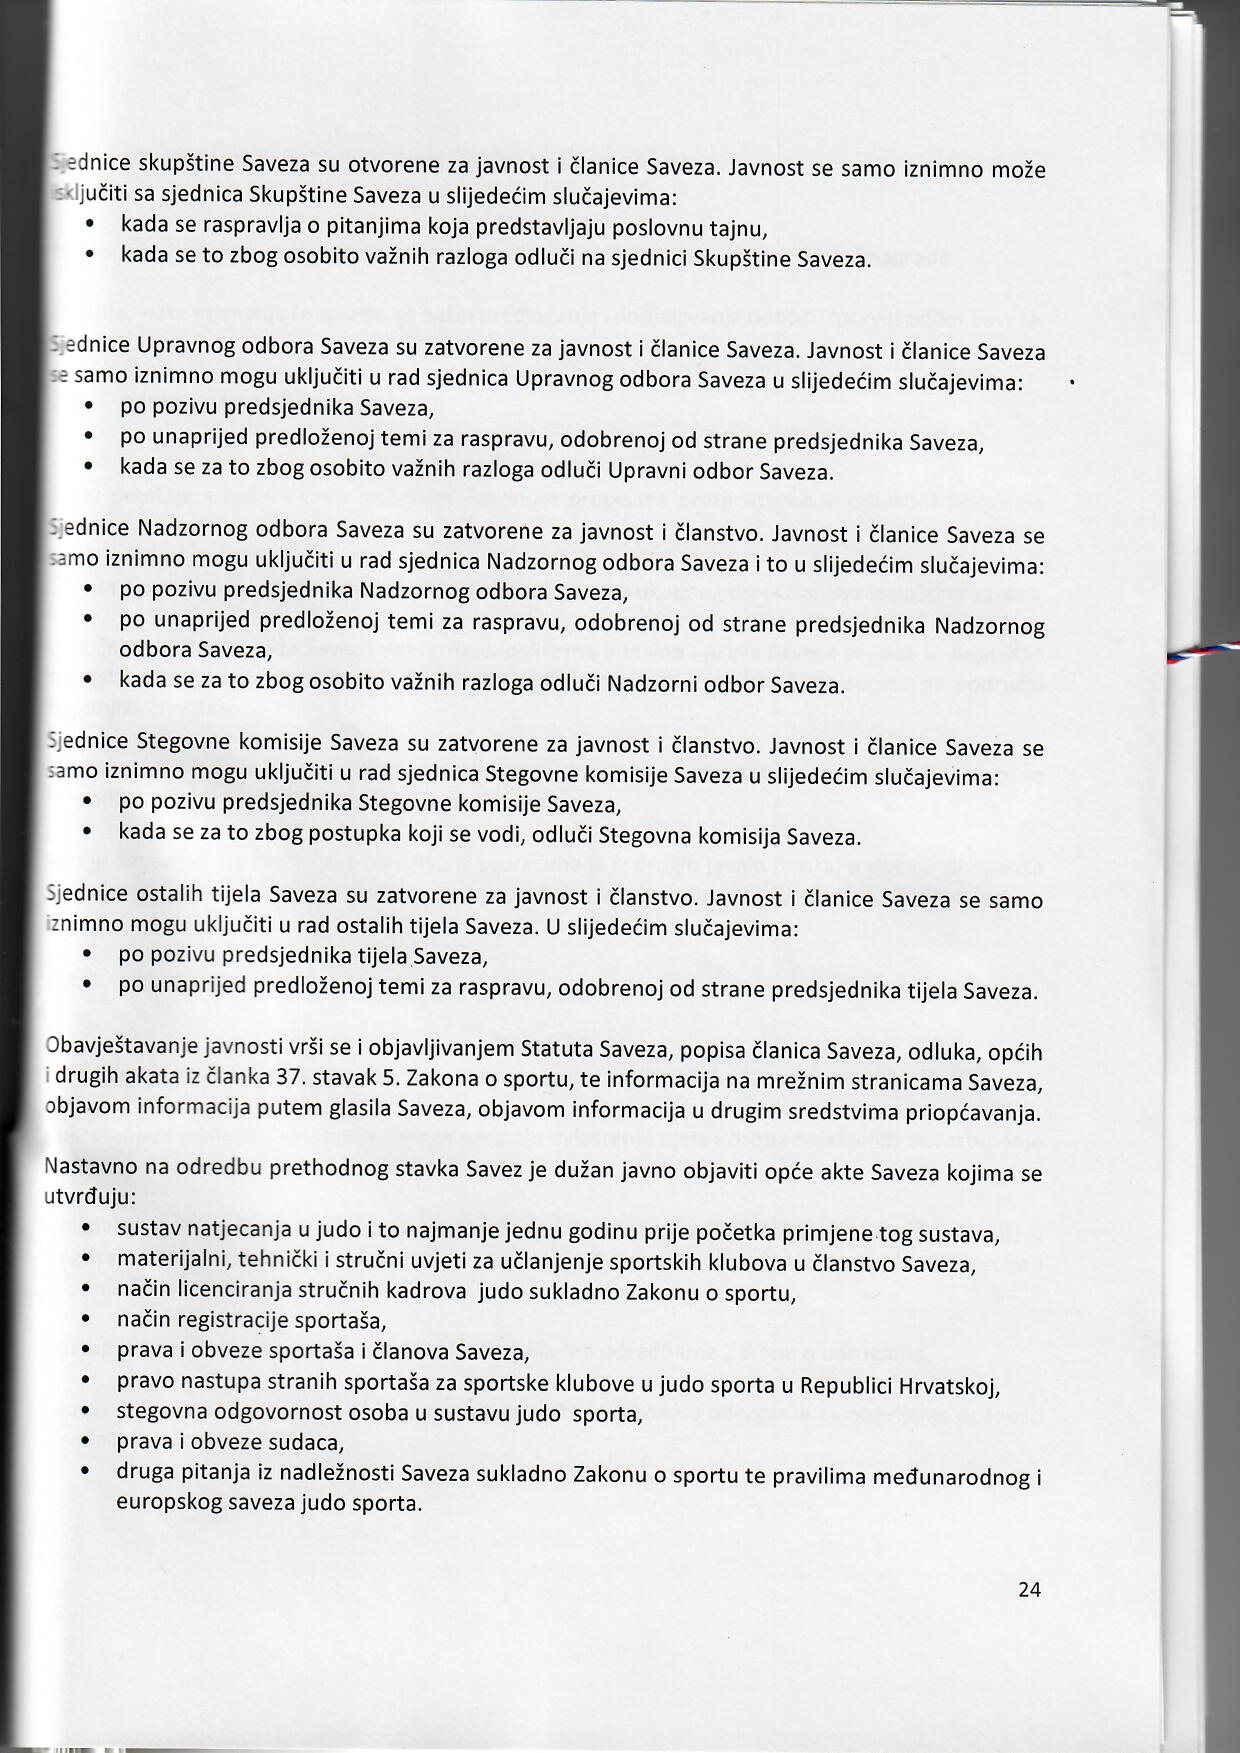 Sjednice skupštine Saveza su otvorene za javnost i članice Saveza. Javnost se samo iznimno može
isključiti sa sjednica Skupštine Saveza u slijedećim slučajevima:
• kada se raspravlja o pitanjima koja predstavljaju poslovnu tajnu,
• kada se to zbog osobito važnih razloga odluči na sjednici Skupštine Saveza.
Sjednice Upravnog odbora Saveza su zatvorene za javnost i članice Saveza. Javnost i članice Saveza
se samo iznimno mogu uključiti u rad sjednica Upravnog odbora Saveza u slijedećim slučajevima:
• po pozivu predsjednika Saveza,
• po unaprijed predloženoj temi za raspravu, odobrenoj od strane predsjednika Saveza,
• kada se za to zbog osobito važnih razloga odluči Upravni odbor Saveza.
Sjednice Nadzornog odbora Saveza su zatvorene za javnost i članstvo. Javnost i članice Saveza se
samo iznimno mogu uključiti u rad sjednica Nadzornog odbora Saveza i to u slijedećim slučajevima:
• po pozivu predsjednika Nadzornog odbora Saveza,
• po unaprijed predloženoj temi za raspravu, odobrenoj od strane predsjednika Nadzornog
odbora Saveza,
• kada se za to zbog osobito važnih razloga odluči Nadzorni odbor Saveza.
Sjednice Stegovne komisije Saveza su zatvorene za javnost i članstvo. Javnost i članice Saveza se
samo iznimno mogu uključiti u rad sjednica Stegovne komisije Saveza u slijedećim slučajevima:
• po pozivu predsjednika Stegovne komisije Saveza,
• kada se za to zbog postupka koji se vodi, odluči Stegovna komisija Saveza.
Sjednice ostalih tijela Saveza su zatvorene za javnost i članstvo. Javnost i članice Saveza se samo
iznimno mogu uključiti u rad ostalih tijela Saveza. U slijedećim slučajevima:
• po pozivu predsjednika tijela Saveza,
• po unaprijed predloženoj temi za raspravu, odobrenoj od strane predsjednika tijela Saveza.
Obavještavanje javnosti vrši se i objavljivanjem Statuta Saveza, popisa članica Saveza, odluka, općih
i drugih akata iz članka 37. stavak 5. Zakona o sportu, te informacija na mrežnim stranicama Saveza,
objavom informacija putem glasila Saveza, objavom informacija u drugim sredstvima priopćavanja.
Nastavno na odredbu prethodnog stavka Savez je dužan javno objaviti opće akte Saveza kojima se
utvrđuju:
• sustav natjecanja u judo i to najmanje jednu godinu prije početka primjene tog sustava,
• materijalni, tehnički i stručni uvjeti za učlanjenje sportskih klubova u članstvo Saveza,
• način licenciranja stručnih kadrova judo sukladno Zakonu o sportu,
• način registracije sportaša,
• prava i obveze sportaša i članova Saveza,
• pravo nastupa stranih sportaša za sportske klubove u judo sporta u Republici Hrvatskoj,
• stegovna odgovornost osoba u sustavu judo sporta,
• prava i obveze sudaca,
• druga pitanja iz nadležnosti Saveza sukladno Zakonu o sportu te pravilima međunarodnog i
europskog saveza judo sporta.
24